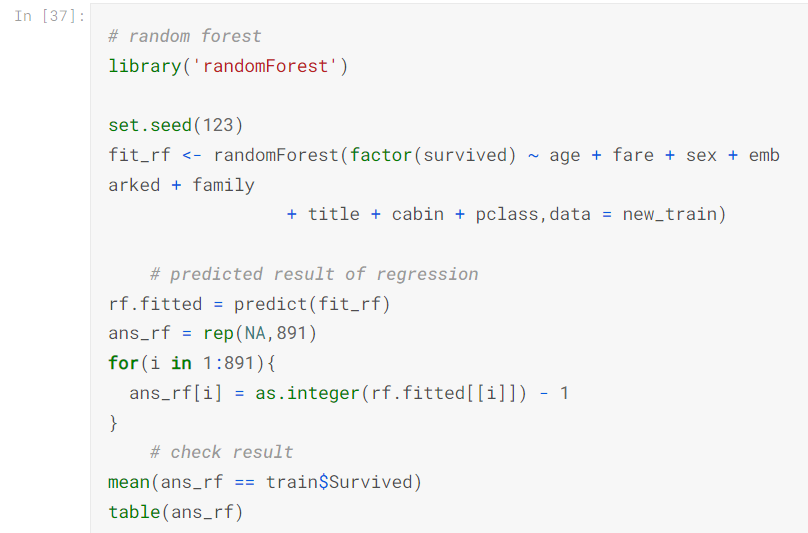 In [37]:
# random forest
library('randomForest')
set.seed(123)
fit_rf <- randomForest(factor(survived) ~ age + fare + sex + emb
arked + family
+ title + cabin + pclass,data = new_train)
# predicted result of regression
rf.fitted = predict(fit_rf)
ans_rf = rep(NA,891)
for(i in 1:891){
ans_rf[i] = as.integer(rf.fitted[[i]]) - 1
}
# check result
mean(ans_rf == train$Survived)
table(ans_rf)